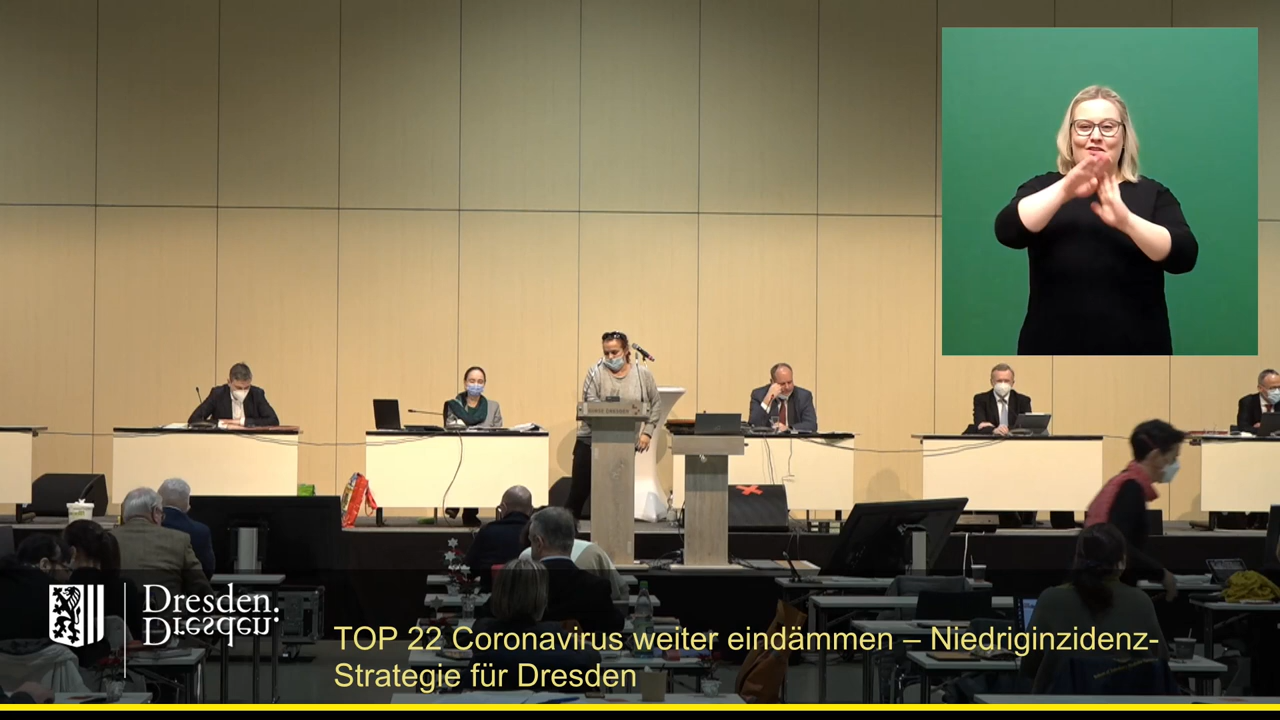 Dresden.
Dresden.
TOP 22 Coronavirus weiter eindämmen – Niedriginzidenz-
Strategie für Dresden